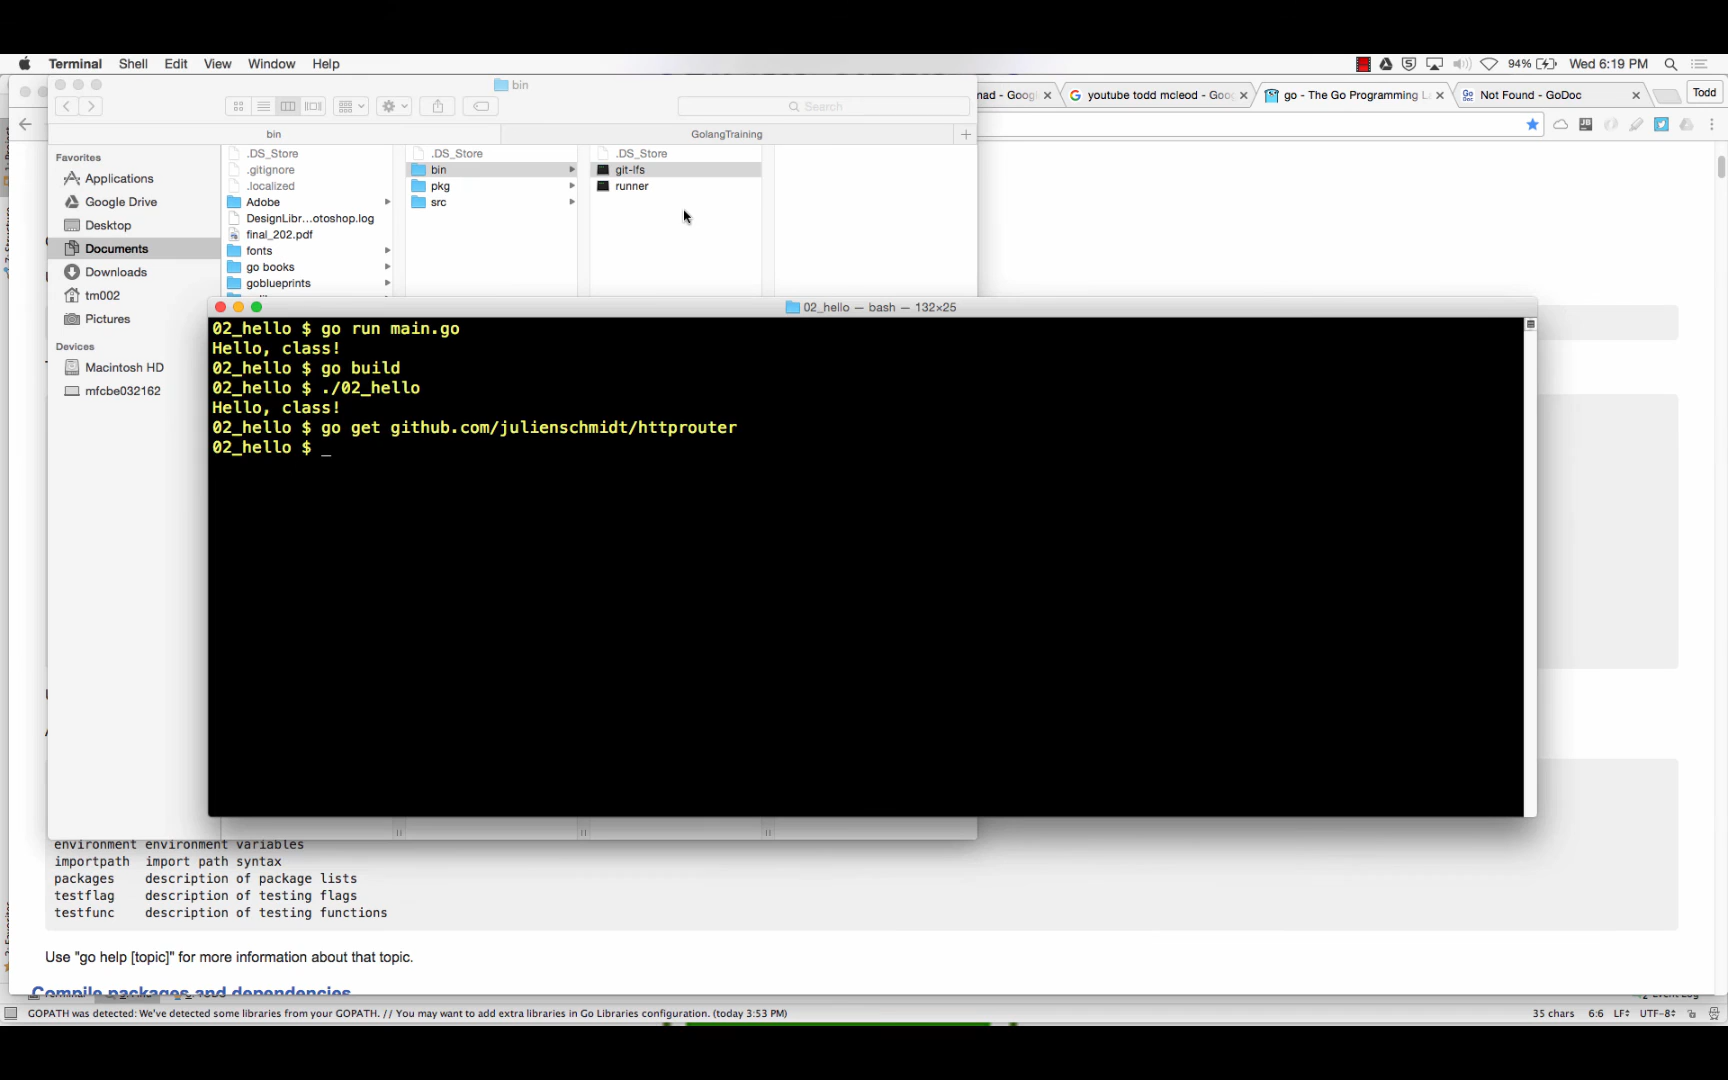 Terminal Shell Edit View Window Help
94% Wed 6:19 PM
bin
Search
bin GolangTraining
Goog
youtube todd mcleod - Goog
go - The Go Programming L
Not Found - GoDoc
Todd
Favorites
Applications
Google Drive
Desktop
Documents
Downloads
tm002
Pictures
Devices
Macintosh HD
mfcbe032162
.DS_Store
.gitignore
.localized
Adobe
DesignLibr...otoshop.log
final_202.pdf
fonts
go books
goblueprints
.DS_Store
bin
pkg
src
.DS_Store
git-lfs
runner
02_hello — bash — 132×25
02_hello $ go run main.go
Hello, class!
02_hello $ go build
02_hello $ ./02_hello
Hello, class!
02_hello $ go get github.com/julienschmidt/httprouter
02_hello $ _
environment environment variables
importpath import path syntax
packages description of package lists
testflag description of testing flags
testfunc description of testing functions
Use "go help [topic]" for more information about that topic.
Compile packages and dependencies
GOPATH was detected: We've detected some libraries from your GOPATH. // You may want to add extra libraries in Go Libraries configuration. (today 3:53 PM)
35 chars 6:6 LF UTF-8